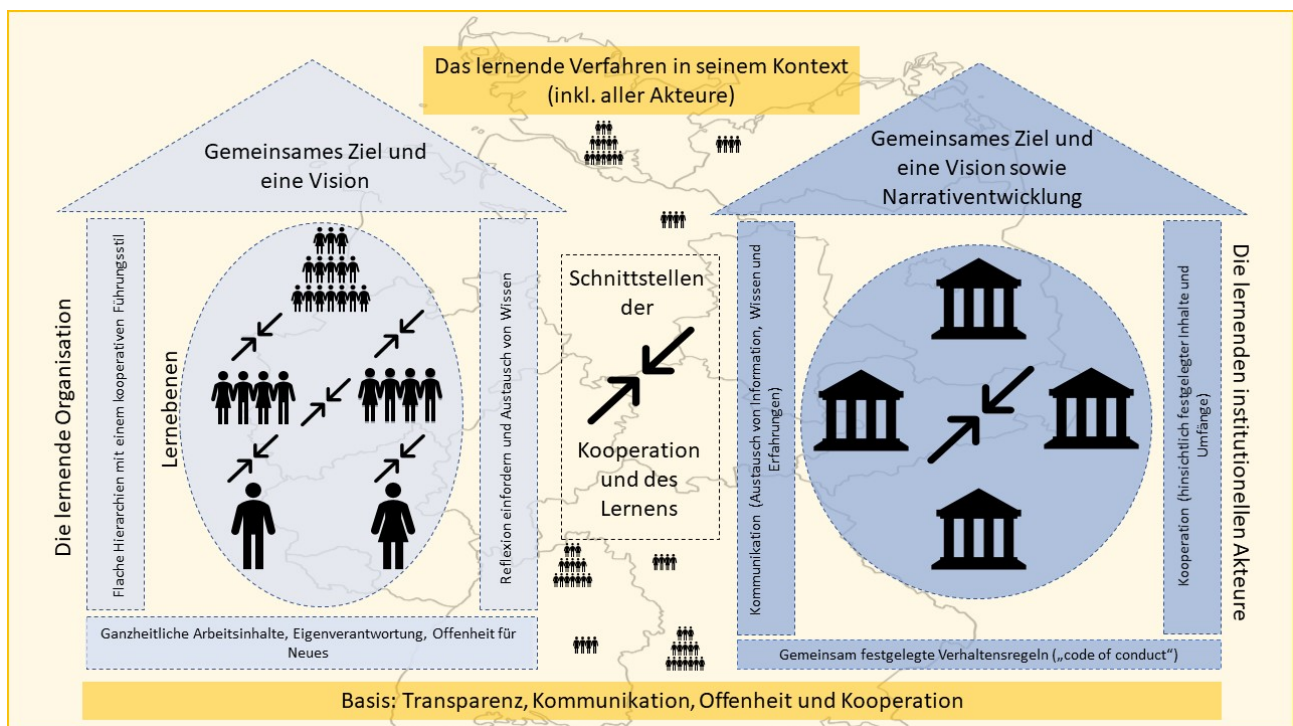 Das lernende Verfahren in seinem Kontext
(inkl. aller Akteure)
Die lernende Organisation
Gemeinsames Ziel und
eine Vision
Flache Hierarchien mit einem kooperativen Führungsstil
Lernebenen
Reflexion einfordern und Austausch von Wissen
Ganzheitliche Arbeitsinhalte, Eigenverantwortung, Offenheit für
Neues
Schnittstellen
der
Kooperation
und des
Lernens
Gemeinsames Ziel und
eine Vision sowie
Narrativentwicklung
Kommunikation (Austausch von Information, Wissen und
Erfahrungen)
Kooperation (hinsichtlich festgelegter Inhalte und
Umfänge)
Die lernenden institutionellen Akteure
Gemeinsam festgelegte Verhaltensregeln („code of conduct“)
Basis: Transparenz, Kommunikation, Offenheit und Kooperation